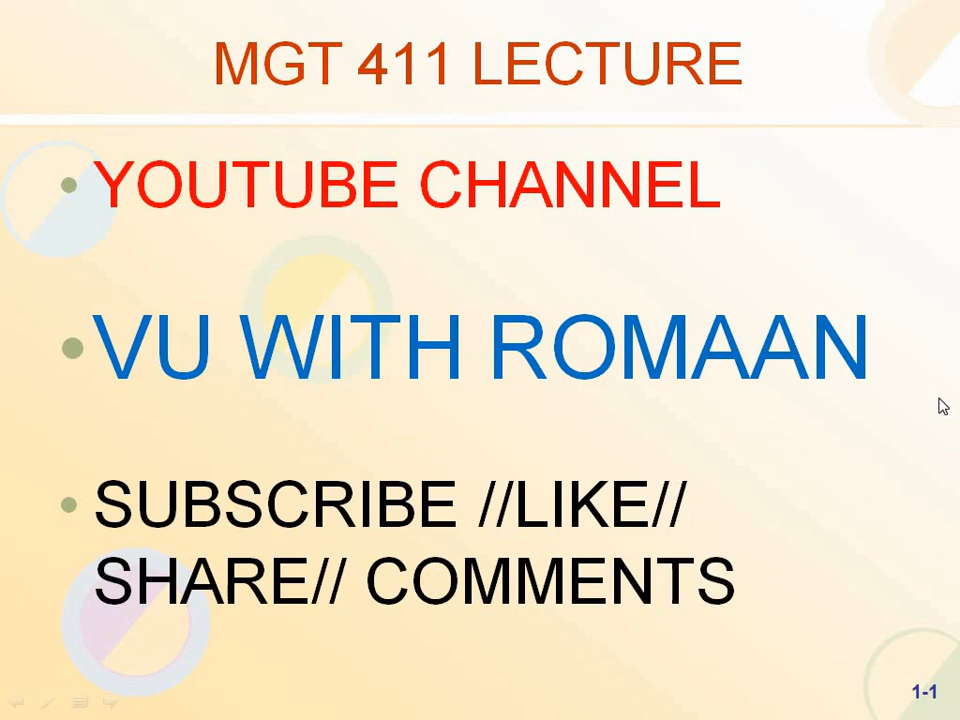 MGT 411 LECTURE
• YOUTUBE CHANNEL
• VU WITH ROMAAN
• SUBSCRIBE //LIKE//
SHARE// COMMENTS
1-1